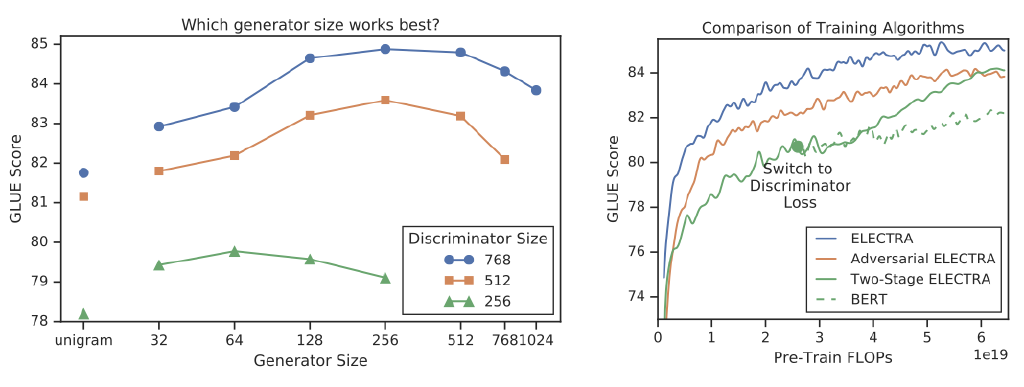 Which generator size works best?
85
84
83
82
81
80
79
78
GLUE Score
unigram 32 64 128 256 512 768 1024
Generator Size
Discriminator Size
768
512
256
Comparison of Training Algorithms
84
82
80
78
76
74
GLUE Score
Switch to
Discriminator
Loss
ELECTRA
Adversarial ELECTRA
Two-Stage ELECTRA
BERT
0 1 2 3 4 5 6
1e19
Pre-Train FLOPs